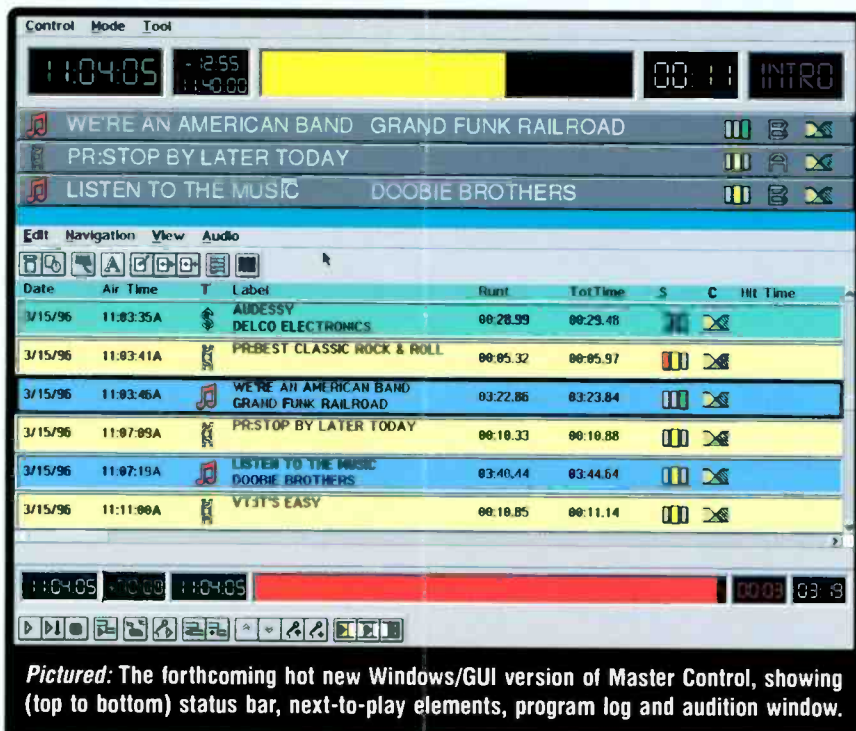 Control Mode Tool
11:04:05
-12:55
11:40:00
00:11
INTRO
WE'RE AN AMERICAN BAND GRAND FUNK RAILROAD
B
PR:STOP BY LATER TODAY
A
LISTEN TO THE MUSIC DOOBIE BROTHERS
B
Edit Navigation View Audio
A
Date Air Time T Label Runt TotTime S C Hit Time
3/15/96 11:03:35A AUDESSY
DELCO ELECTRONICS 00:28.99 00:29.48
3/15/96 11:03:41A PR:BEST CLASSIC ROCK & ROLL 00:05.32 00:05.97
3/15/96 11:03:46A WE'RE AN AMERICAN BAND
GRAND FUNK RAILROAD 03:22.86 03:23.84
3/15/96 11:07:09A PR:STOP BY LATER TODAY 00:10.33 00:10.88
3/15/96 11:07:19A LISTEN TO THE MUSIC
DOOBIE BROTHERS 03:40.44 03:44.64
3/15/96 11:11:00A EASY 00:10.85 00:11.14
11:04:05 11:04:05 00:03 03:19
Pictured: The forthcoming hot new Windows/GUI version of Master Control, showing
(top to bottom) status bar, next-to-play elements, program log and audition window.